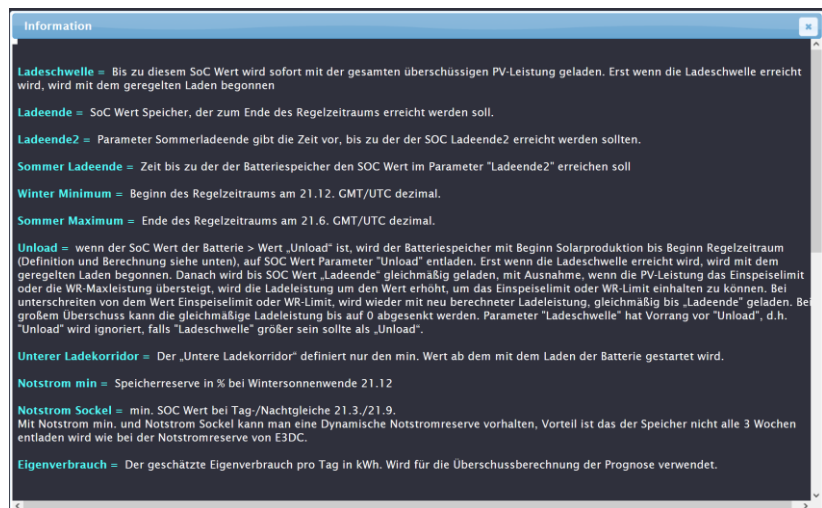 Information
Ladeschwelle = Bis zu diesem SoC Wert wird sofort mit der gesamten überschüssigen PV-Leistung geladen. Erst wenn die Ladeschwelle erreicht
wird, wird mit dem geregelten Laden begonnen
Ladeende = SoC Wert Speicher, der zum Ende des Regelzeitraums erreicht werden soll.
Ladeende2 = Parameter Sommerladeende gibt die Zeit vor, bis zu der der SOC Ladeende2 erreicht werden sollten.
Sommer Ladeende = Zeit bis zu der der Batteriespeicher den SOC Wert im Parameter "Ladeende2" erreichen soll
Winter Minimum = Beginn des Regelzeitraums am 21.12. GMT/UTC dezimal.
Sommer Maximum = Ende des Regelzeitraums am 21.6. GMT/UTC dezimal.
Unload = wenn der SoC Wert der Batterie > Wert „Unload“ ist, wird der Batteriespeicher mit Beginn Solarproduktion bis Beginn Regelzeitraum
(Definition und Berechnung siehe unten), auf SOC Wert Parameter "Unload" entladen. Erst wenn die Ladeschwelle erreicht wird, wird mit dem
geregelten Laden begonnen. Danach wird bis SOC Wert „Ladeende“ gleichmäßig geladen, mit Ausnahme, wenn die PV-Leistung das Einspeiselimit
oder die WR-Maxleistung übersteigt, wird die Ladeleistung um den Wert erhöht, um das Einspeiselimit oder WR-Limit einhalten zu können. Bei
unterschreiten von dem Wert Einspeiselimit oder WR-Limit, wird wieder mit neu berechneter Ladeleistung, gleichmäßig bis „Ladeende“ geladen. Bei
großem Überschuss kann die gleichmäßige Ladeleistung bis auf 0 abgesenkt werden. Parameter "Ladeschwelle" hat Vorrang vor "Unload", d.h.
"Unload" wird ignoriert, falls "Ladeschwelle" größer sein sollte als „Unload“.
Unterer Ladekorridor = Der „Untere Ladekorridor“ definiert nur den min. Wert ab dem mit dem Laden der Batterie gestartet wird.
Notstrom min = Speicherreserve in % bei Wintersonnenwende 21.12
Notstrom Sockel = min. SOC Wert bei Tag-/Nachtgleiche 21.3./21.9.
Mit Notstrom min. und Notstrom Sockel kann man eine Dynamische Notstromreserve vorhalten, Vorteil ist das der Speicher nicht alle 3 Wochen
entladen wird wie bei der Notstromreserve von E3DC.
Eigenverbrauch = Der geschätzte Eigenverbrauch pro Tag in kWh. Wird für die Überschussberechnung der Prognose verwendet.